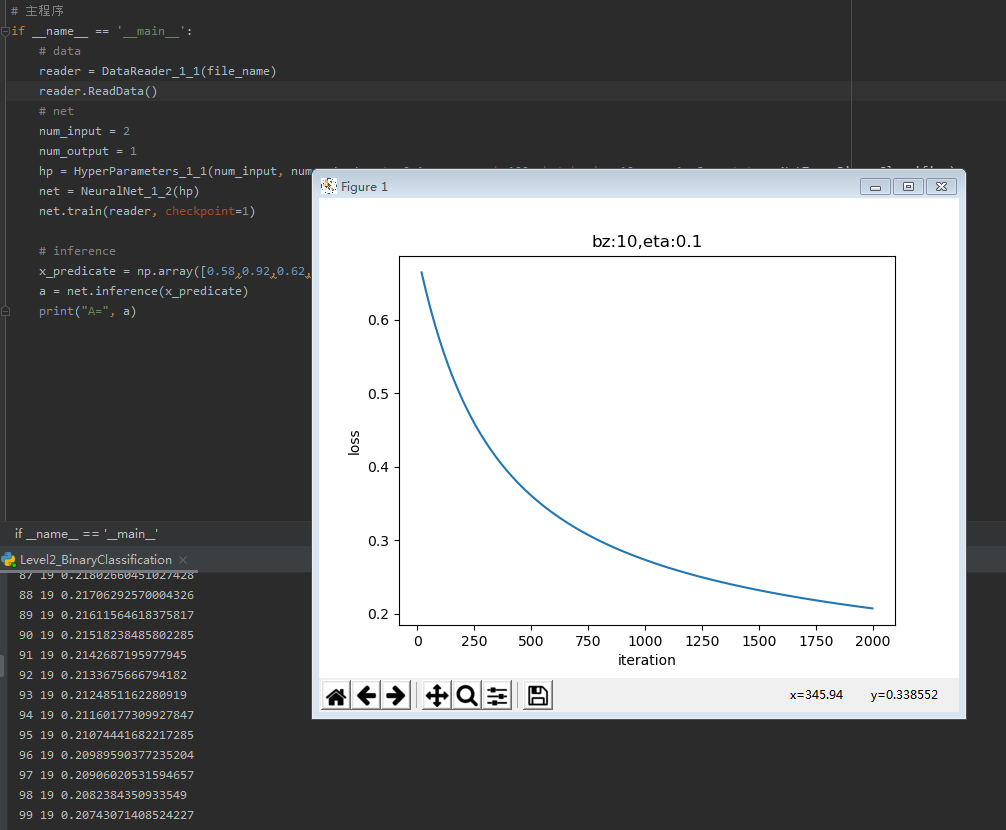 # 主程序
if __name__ == '__main__':
# data
reader = DataReader_1_1(file_name)
reader.ReadData()
# net
num_input = 2
num_output = 1
hp = HyperParameters_1_1(num_input, num
net = NeuralNet_1_2(hp)
net.train(reader, checkpoint=1)
# inference
x_predicate = np.array([0.58,0.92,0.62,
a = net.inference(x_predicate)
print("A=", a)
Figure 1
bz:10,eta:0.1
0.6
0.5
0.4
0.3
0.2
loss
0 250 500 750 1000 1250 1500 1750 2000
iteration
x=345.94 y=0.338552
if __name__ == '__main__'
Level2_BinaryClassification
87 19 0.21802660451027428
88 19 0.21706292570004326
89 19 0.21611564618375817
90 19 0.21518238485802285
91 19 0.2142687195977945
92 19 0.2133675666794182
93 19 0.2124851162280919
94 19 0.21160177309927847
95 19 0.21074441682217285
96 19 0.20989590377235204
97 19 0.20906020531594657
98 19 0.2082384350933549
99 19 0.20743071408524227